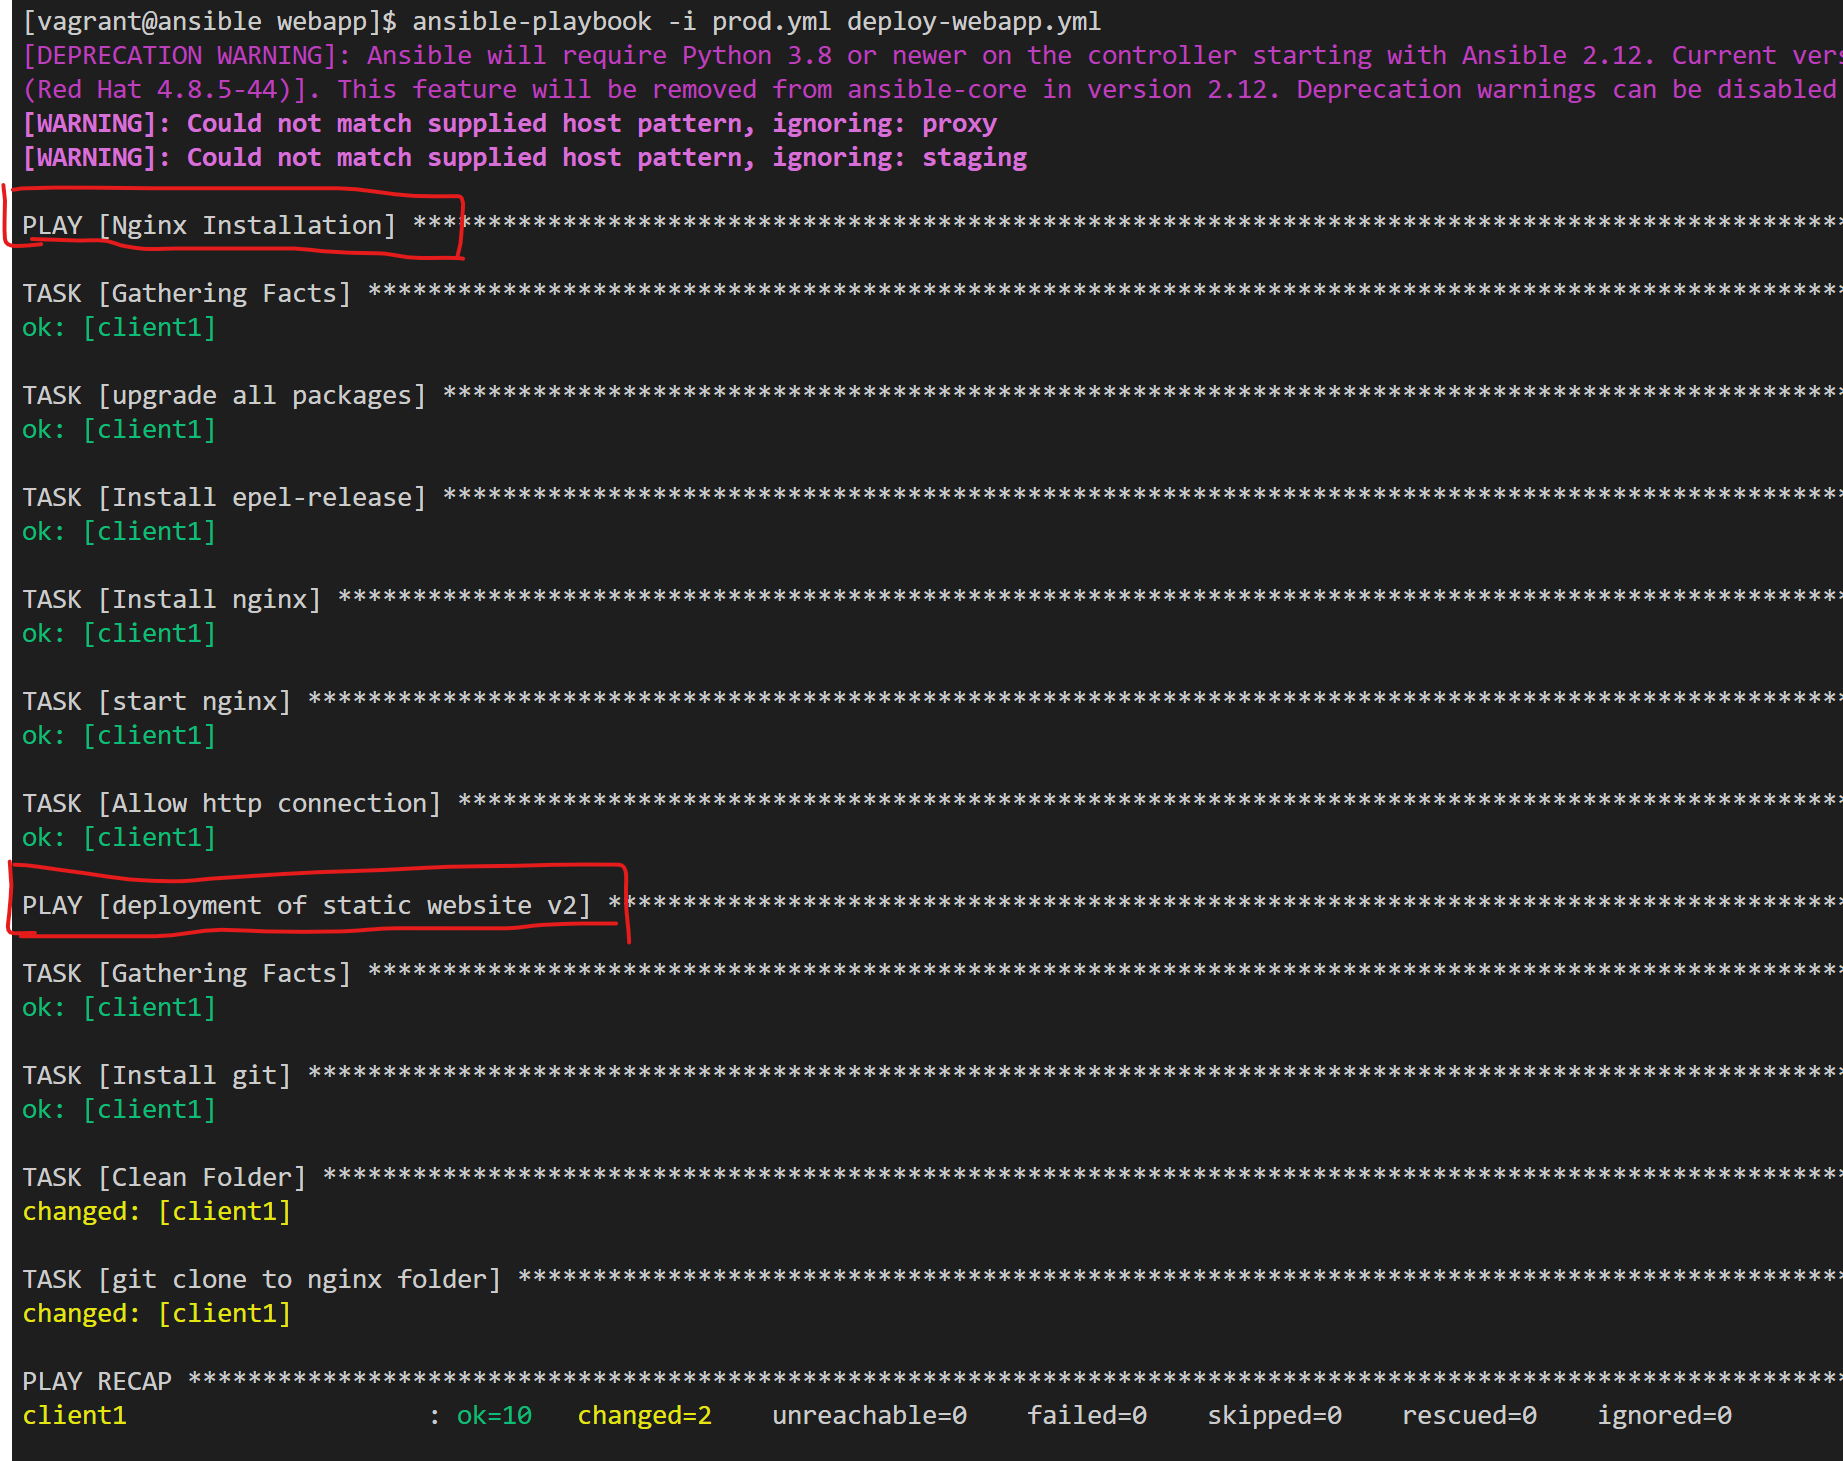 [vagrant@ansible webapp]$ ansible-playbook -i prod.yml deploy-webapp.yml
[DEPRECATION WARNING]: Ansible will require Python 3.8 or newer on the controller starting with Ansible 2.12. Current
(Red Hat 4.8.5-44)]. This feature will be removed from ansible-core in version 2.12. Deprecation warnings can be disabled
[WARNING]: Could not match supplied host pattern, ignoring: proxy
[WARNING]: Could not match supplied host pattern, ignoring: staging
PLAY [Nginx Installation] ***********************************************************************************************
TASK [Gathering Facts] **************************************************************************************************
ok: [client1]
TASK [upgrade all packages] *********************************************************************************************
ok: [client1]
TASK [Install epel-release] *********************************************************************************************
ok: [client1]
TASK [Install nginx] ****************************************************************************************************
ok: [client1]
TASK [start nginx] ******************************************************************************************************
ok: [client1]
TASK [Allow http connection] ********************************************************************************************
ok: [client1]
PLAY [deployment of static website v2] **********************************************************************************
TASK [Gathering Facts] **************************************************************************************************
ok: [client1]
TASK [Install git] ******************************************************************************************************
ok: [client1]
TASK [Clean Folder] *****************************************************************************************************
changed: [client1]
TASK [git clone to nginx folder] ****************************************************************************************
changed: [client1]
PLAY RECAP **************************************************************************************************************
client1 : ok=10 changed=2 unreachable=0 failed=0 skipped=0 rescued=0 ignored=0